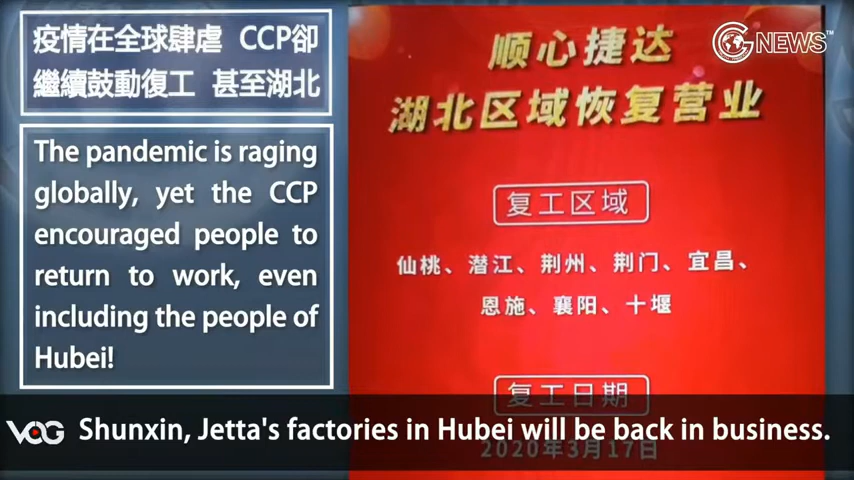 疫情在全球肆虐 CCP卻
繼續鼓動復工 甚至湖北
The pandemic is raging
globally, yet the CCP
encouraged people to
return to work, even
including the people of
Hubei!
GNEWS™
顺心捷达
湖北区域恢复营业
复工区域
仙桃、潜江、荆州、荆门、宜昌、
恩施、襄阳、十堰
复工日期
2020年3月17日
VOG
Shunxin, Jetta's factories in Hubei will be back in business.